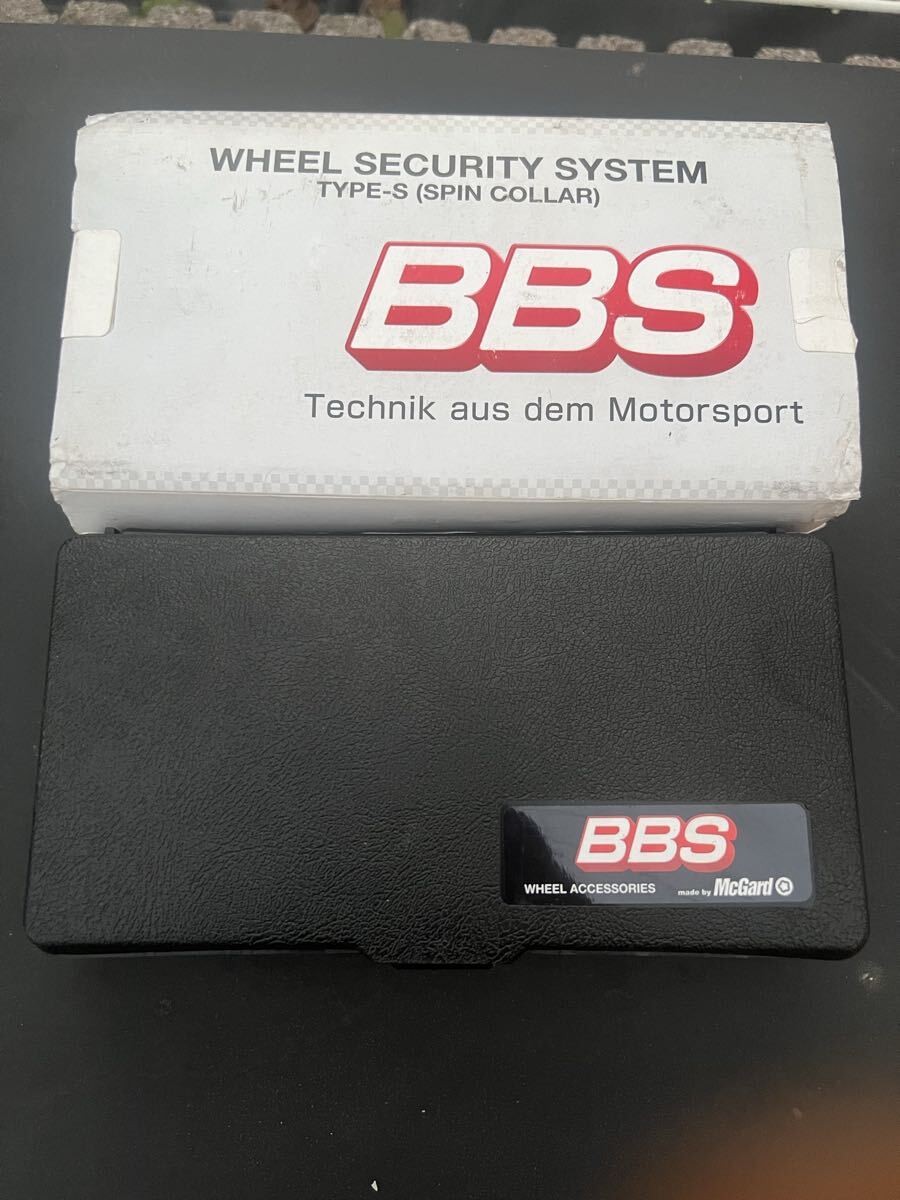 WHEEL SECURITY SYSTEM
TYPE-S (SPIN COLLAR)
BBS
Technik aus dem Motorsport
BBS
WHEEL ACCESSORIES made by McGard